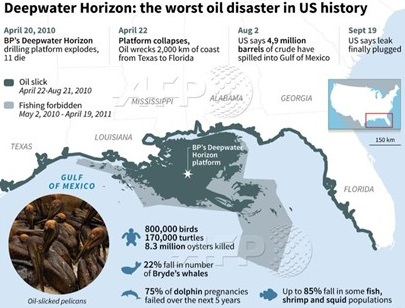 Deepwater Horizon: the worst oil disaster in US history
April 20, 2010
BP's Deepwater
Horizon
drilling platform explodes,
11 die
April 22
Platform collapses,
Oil wrecks 2,000 km of coast
from Texas to Florida
Aug 2
US says 4,9 million
barrels of crude have
spilled into Gulf of Mexico
Sept 19
US says leak
finally plugged
Oil slick
April 22-Aug 21, 2010
Fishing forbidden
May 2, 2010 - April 19, 2011
AFP
MISSISSIPPI
ALABAMA
GEORGIA
LOUISIANA
TEXAS
150 km
BP's Deepwater
Horizon
platform
GULF
OF MEXICO
FLORIDA
AFP
800,000 birds
170,000 turtles
8.3 million oysters killed
22% fall in number
of Bryde's whales
75% of dolphin pregnancies
failed over the next 5 years
Up to 85% fall in some fish,
shrimp and squid populations
Oil-slicked pelicans